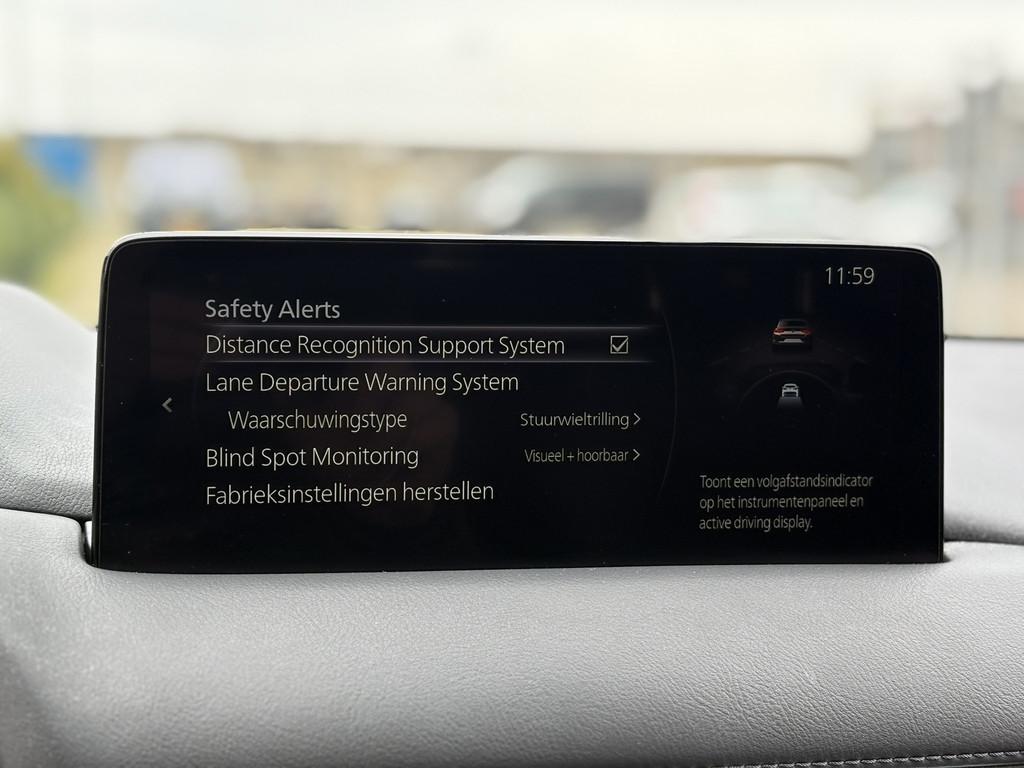 11:59
Safety Alerts
Distance Recognition Support System
Lane Departure Warning System
Waarschuwingstype Stuurwieltrilling >
Blind Spot Monitoring Visueel + hoorbaar >
Fabrieksinstellingen herstellen
Toont een volgafstandsindicator
op het instrumentenpaneel en
active driving display.